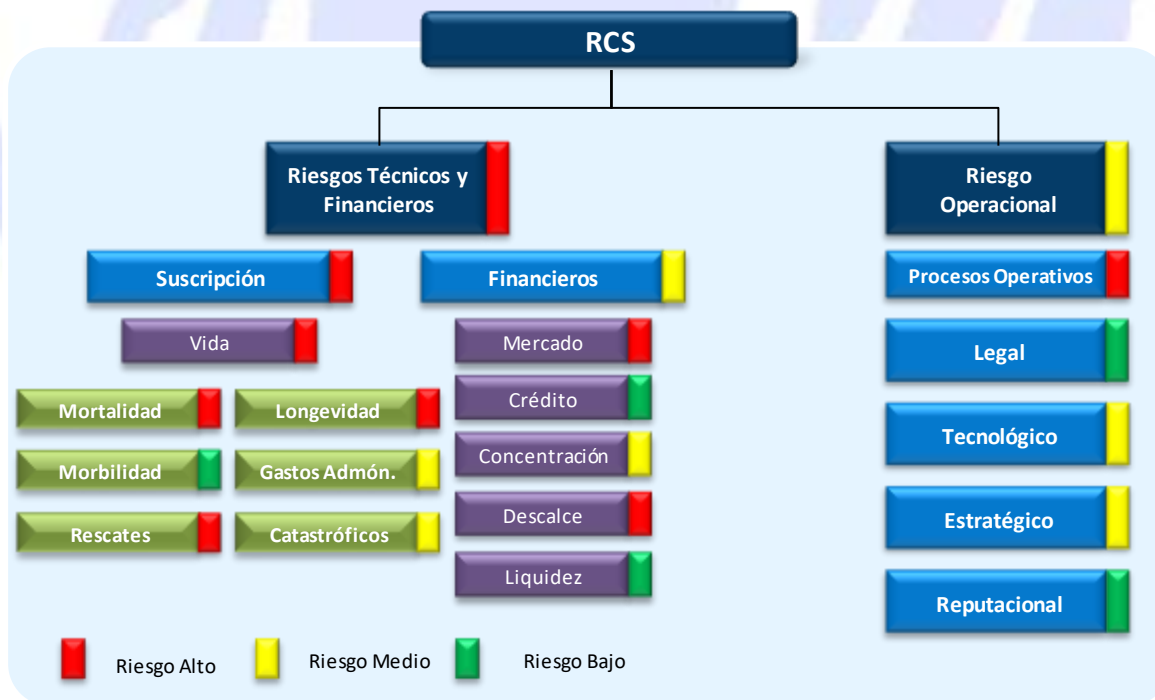 RCS
Riesgos Técnicos y
Financieros
Riesgo
Operacional
Suscripción
Financieros
Procesos Operativos
Vida
Mercado
Legal
Crédito
Mortalidad
Longevidad
Concentración
Tecnológico
Morbilidad
Gastos Admón.
Descalce
Estratégico
Rescates
Catastróficos
Liquidez
Reputacional
Riesgo Alto
Riesgo Medio
Riesgo Bajo